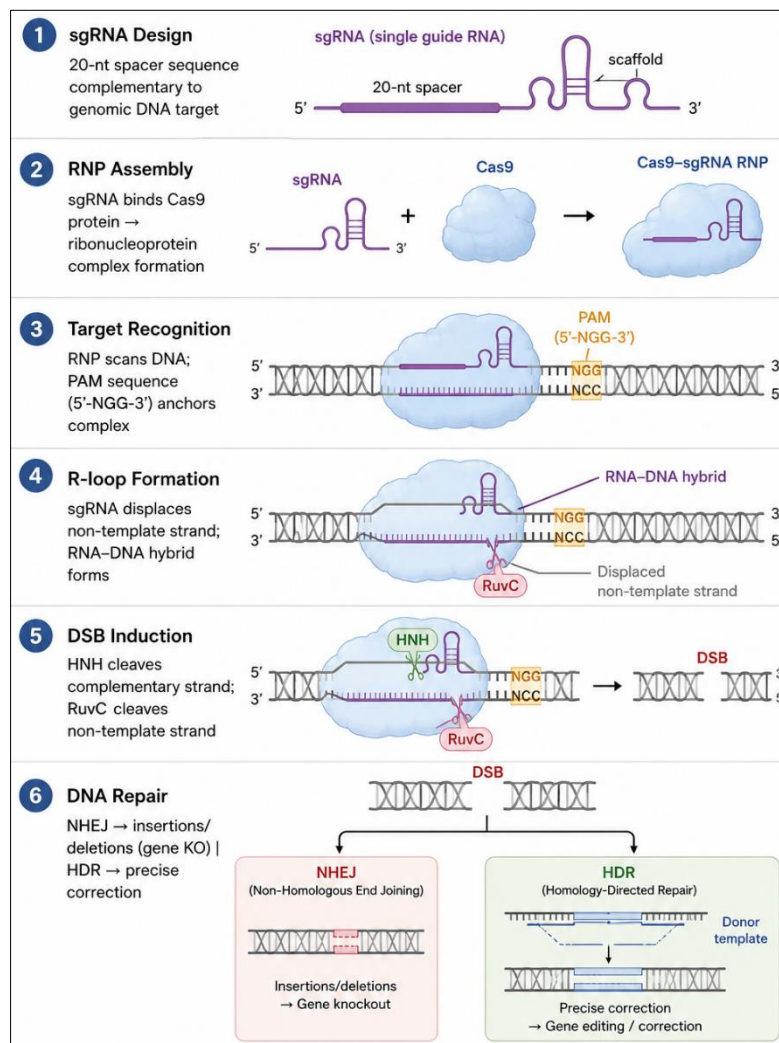 1
sgRNA Design
20-nt spacer sequence
complementary to
genomic DNA target
sgRNA (single guide RNA)
scaffold
20-nt spacer
5′
3′
2
RNP Assembly
sgRNA binds Cas9
protein →
ribonucleoprotein
complex formation
sgRNA
Cas9
Cas9–sgRNA RNP
+
5′
3′
3
Target Recognition
RNP scans DNA;
PAM sequence
(5′-NGG-3′) anchors
complex
PAM
(5′-NGG-3′)
5′
NGG
3′
3′
NCC
5′
4
R-loop Formation
sgRNA displaces
non-template strand;
RNA–DNA hybrid
forms
RNA–DNA hybrid
5′
NGG
3′
3′
NCC
5′
RuvC
Displaced
non-template strand
5
DSB Induction
HNH cleaves
complementary strand;
RuvC cleaves
non-template strand
HNH
DSB
5′
NGG
3
3′
NCC
5
RuvC
6
DNA Repair
NHEJ → insertions/
deletions (gene KO) |
HDR → precise
correction
DSB
NHEJ
(Non-Homologous End Joining)
Insertions/deletions
→ Gene knockout
HDR
(Homology-Directed Repair)
Donor
template
Precise correction
→ Gene editing / correction